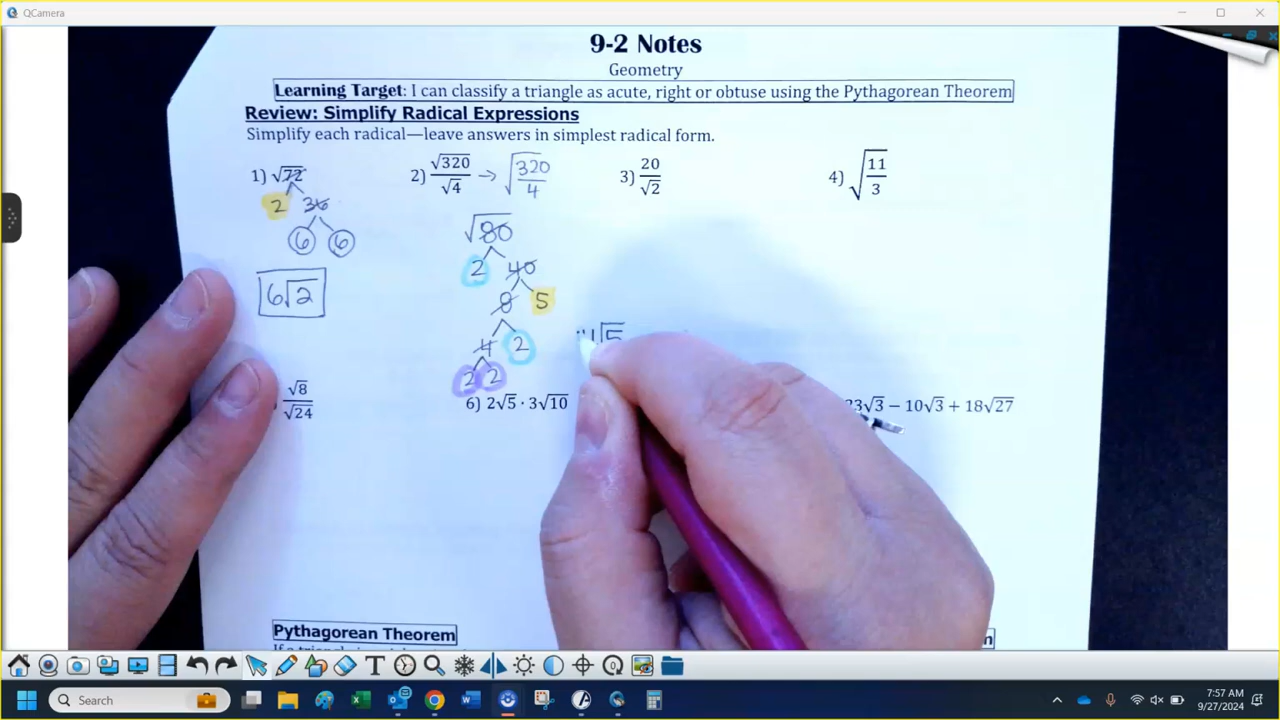 QCamera
9-2 Notes
Geometry
Learning Target: I can classify a triangle as acute, right or obtuse using the Pythagorean Theorem
Review: Simplify Radical Expressions
Simplify each radical—leave answers in simplest radical form.
1) √72
2) √320/√4 → √320/4
3) 20/√2
4) √11/3
2 36
6 6
6√2
√80
2 40
8 5
4 2
2 2
4√5
√8/√24
6) 2√5 · 3√10
23√3 − 10√3 + 18√27
Pythagorean Theorem
Search
7:57 AM
9/27/2024